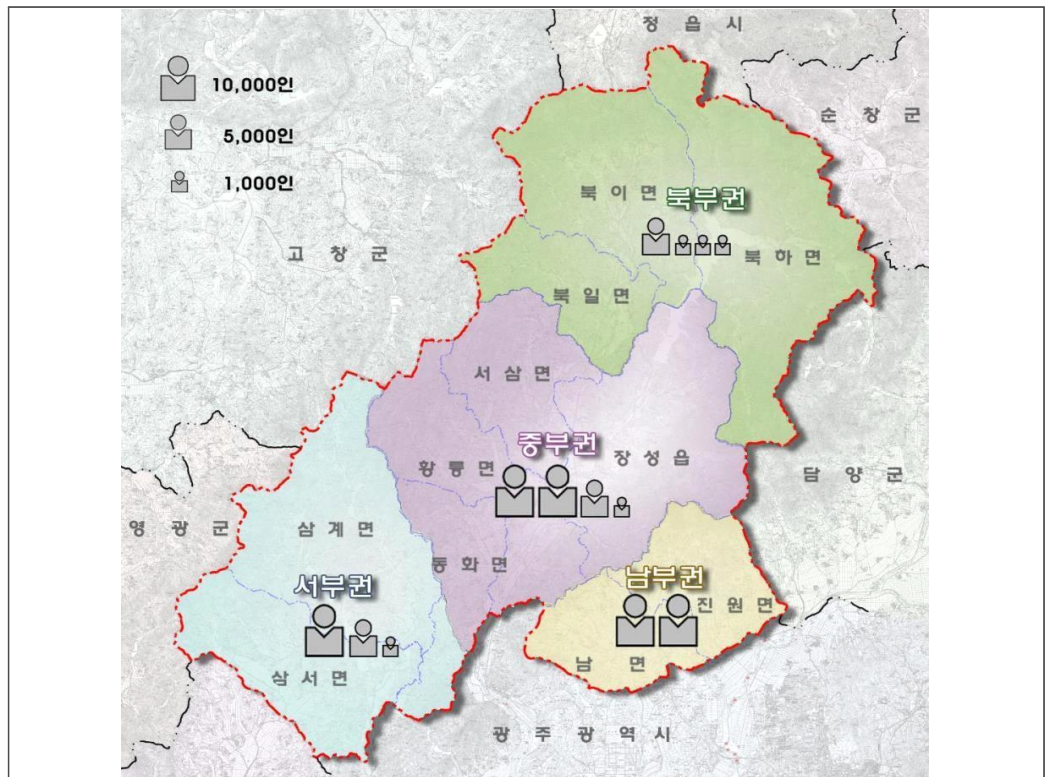 정 읍 시
10,000인
순 창 군
5,000인
1,000인
북 이 면
북부권
고 창 군
북 하 면
북 일 면
서 삼 면
중부권
장 성 읍
황 룡 면
담 양 군
영 광 군
삼 계 면
동 화 면
서부권
남부권
진 원 면
남 면
삼 서 면
광 주 광 역 시